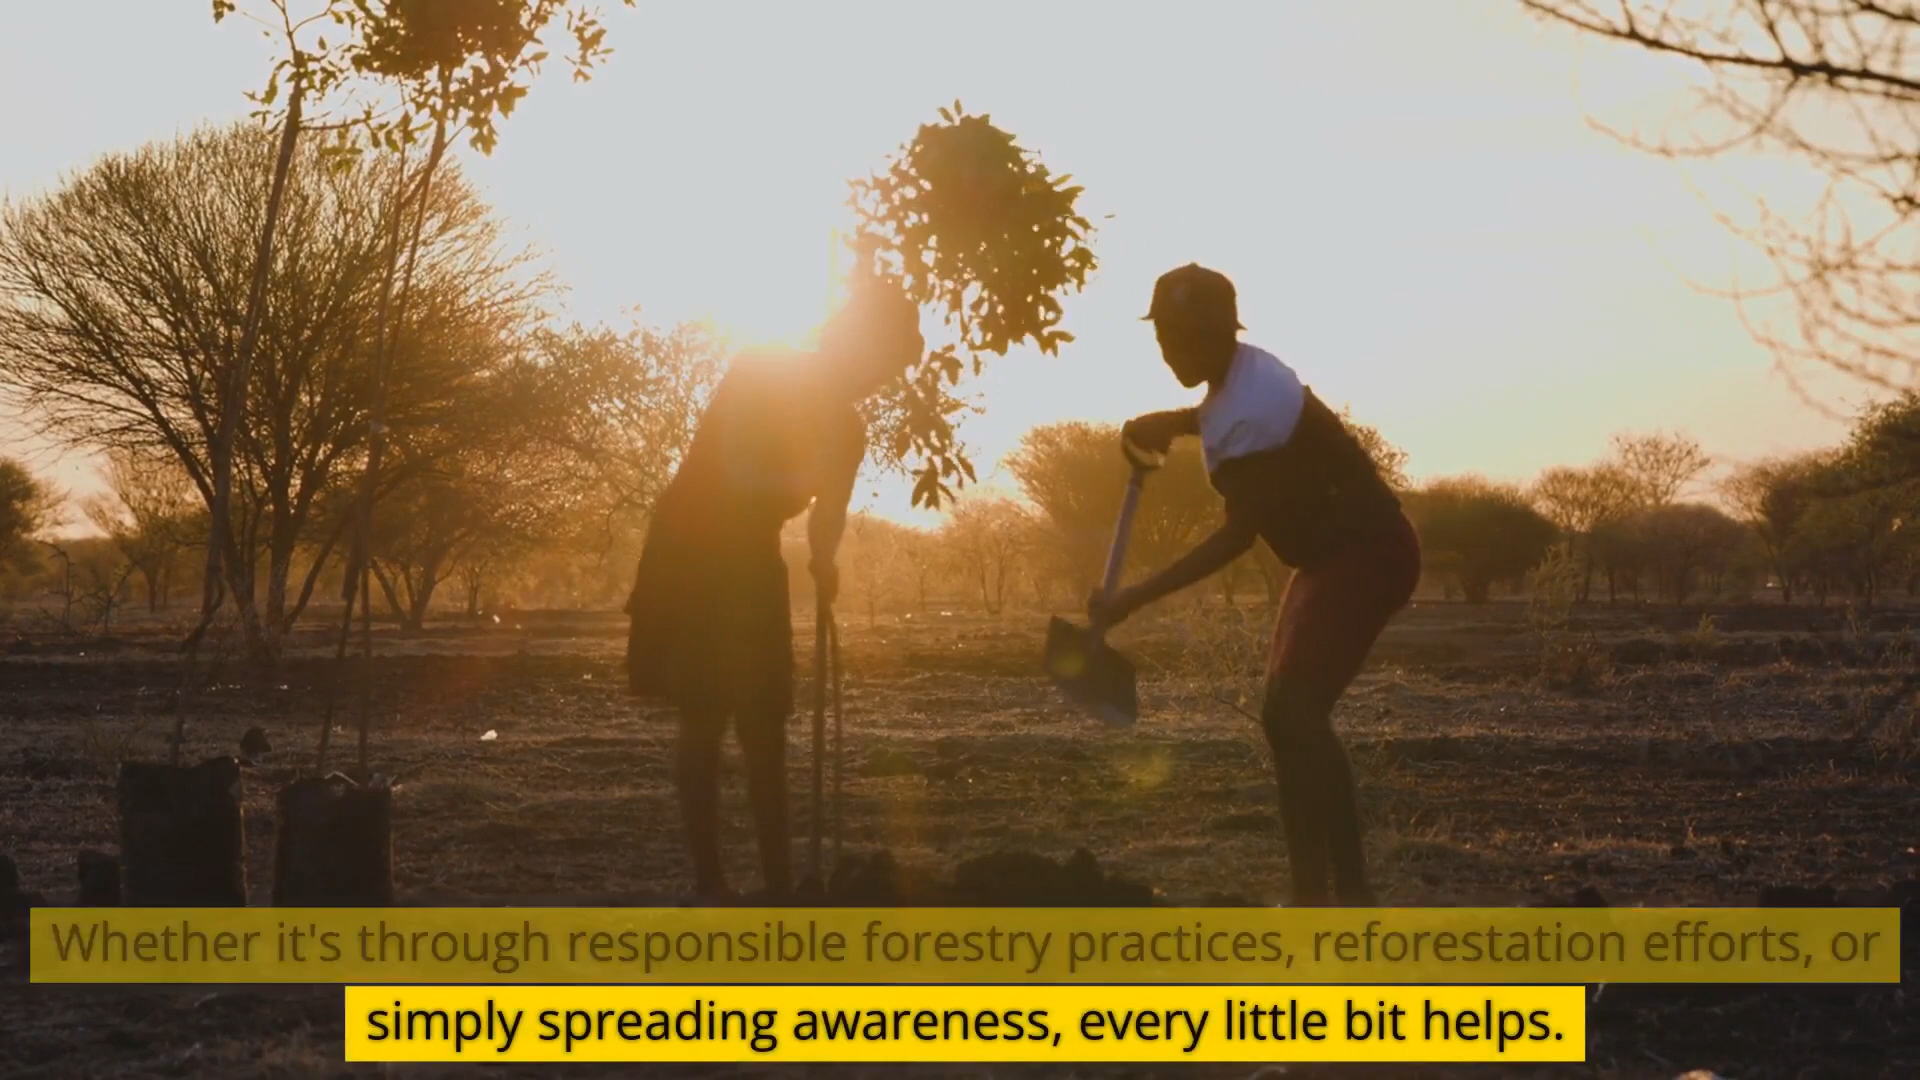 Whether it's through responsible forestry practices, reforestation efforts, or
simply spreading awareness, every little bit helps.